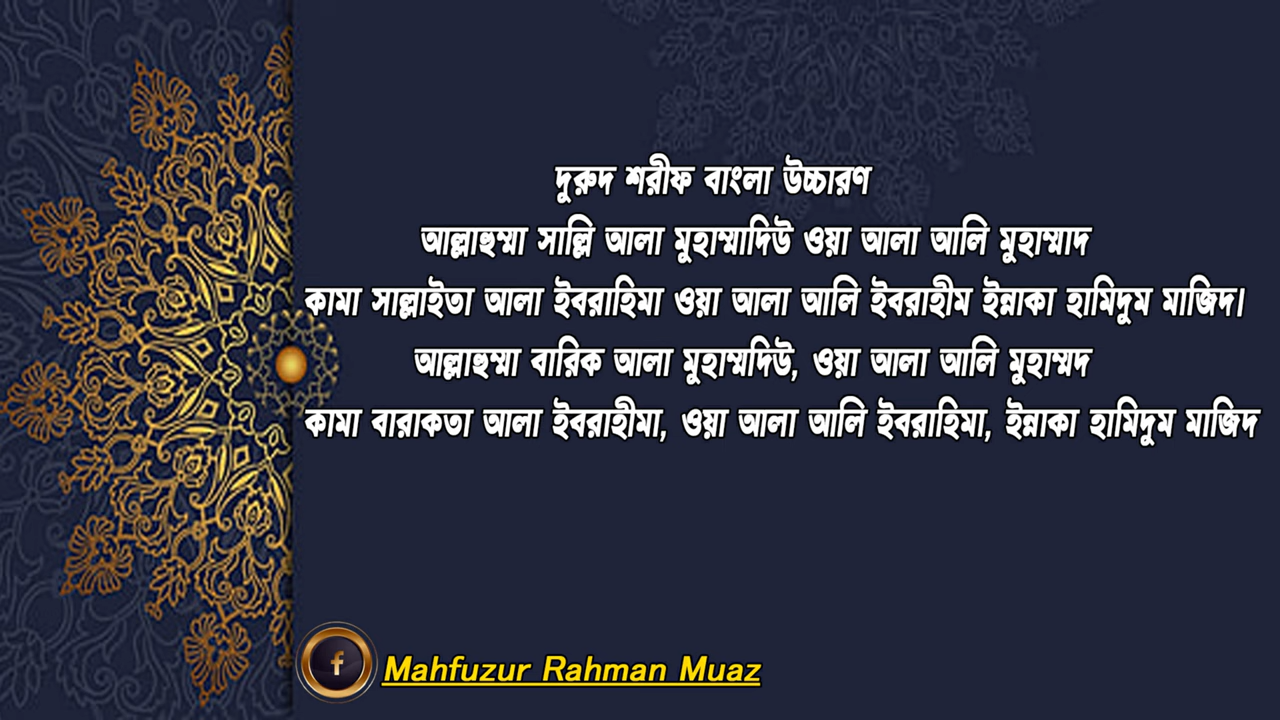 দুরুদ শরীফ বাংলা উচ্চারণ
আল্লাহুম্মা সাল্লি আলা মুহাম্মাদিউ ওয়া আলা আলি মুহাম্মাদ
কামা সাল্লাইতা আলা ইবরাহিমা ওয়া আলা আলি ইবরাহীম ইন্নাকা হামিদুম মাজিদ।
আল্লাহুম্মা বারিক আলা মুহাম্মদিউ, ওয়া আলা আলি মুহাম্মদ
কামা বারাকতা আলা ইবরাহীমা, ওয়া আলা আলি ইবরাহিমা, ইন্নাকা হামিদুম মাজিদ
f Mahfuzur Rahman Muaz